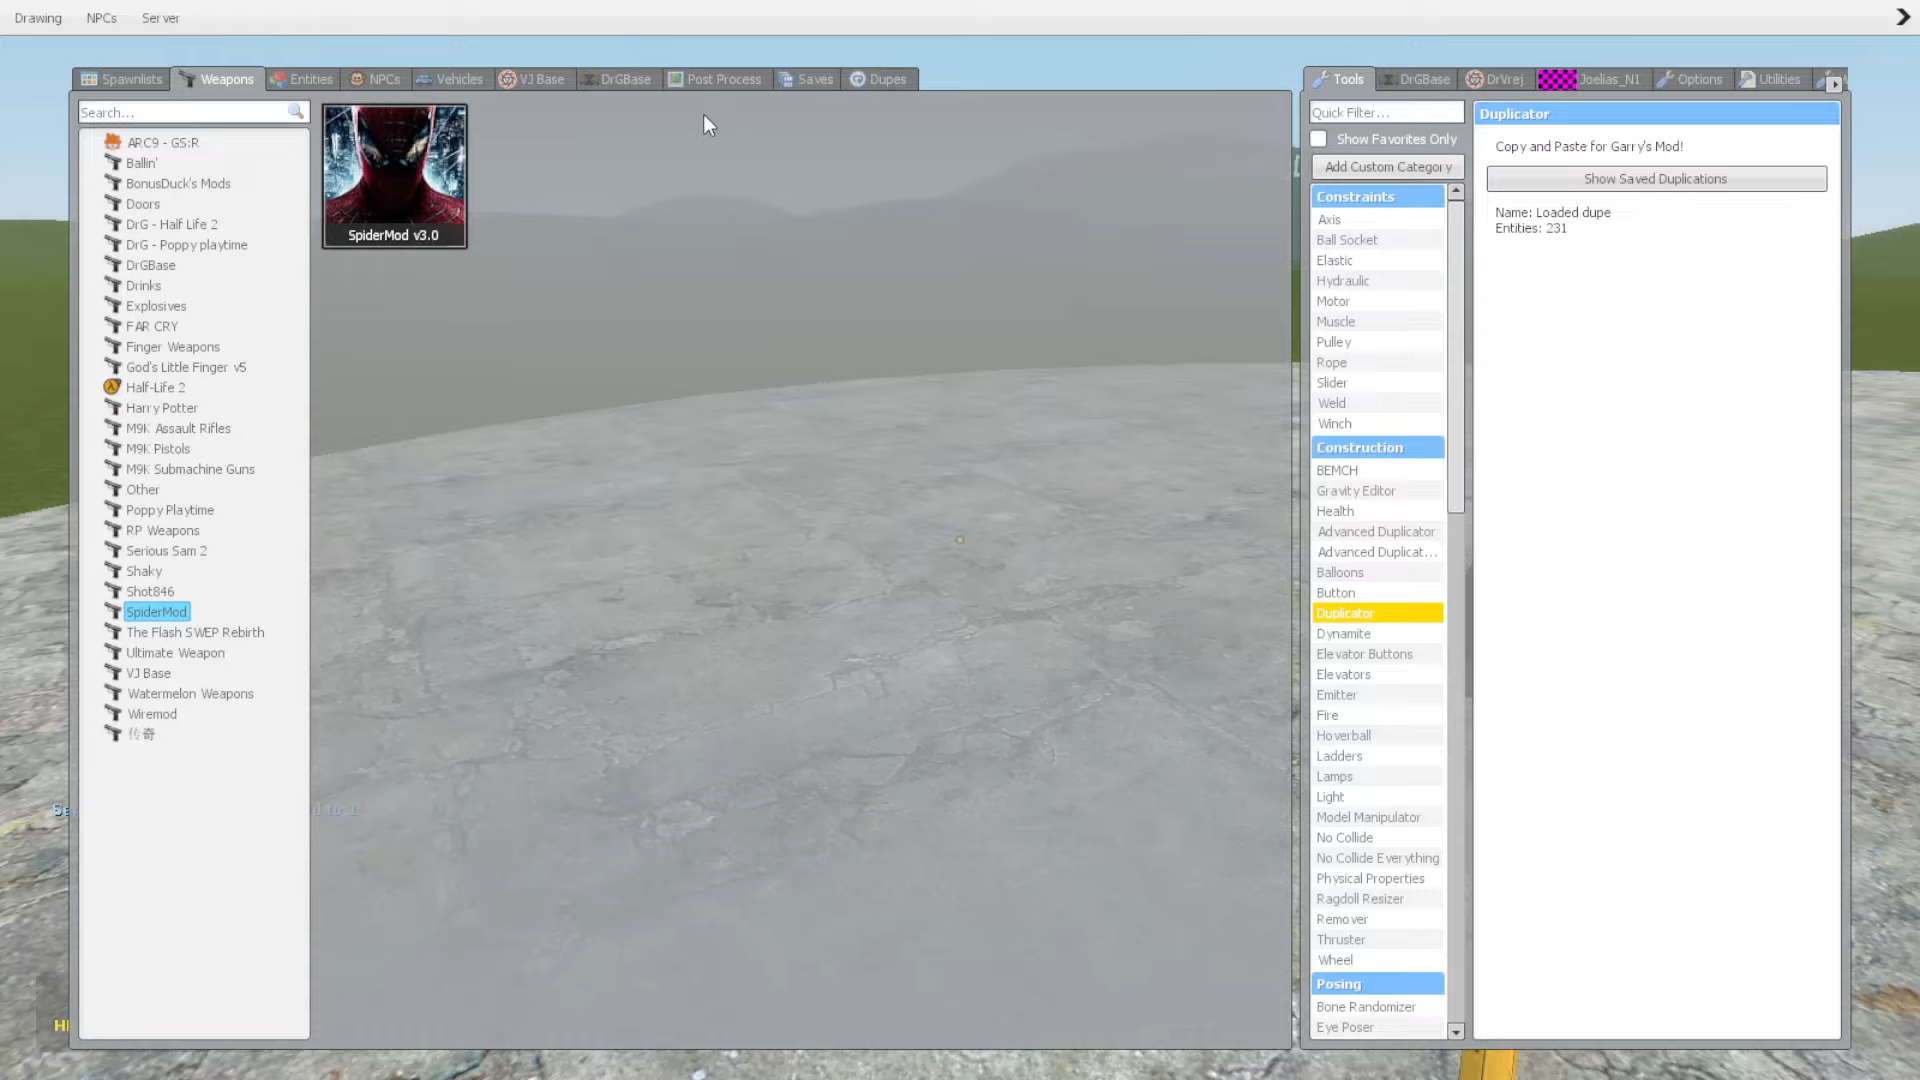 Drawing NPCs Server
Spawnlists Weapons Entities NPCs Vehicles VJ Base DrGBase Post Process Saves Dupes
Search...
ARC9 - GS:R
Ballin'
BonusDuck's Mods
Doors
DrG - Half Life 2
DrG - Poppy playtime
DrGBase
Drinks
Explosives
FAR CRY
Finger Weapons
God's Little Finger v5
Half-Life 2
Harry Potter
M9K Assault Rifles
M9K Pistols
M9K Submachine Guns
Other
Poppy Playtime
RP Weapons
Serious Sam 2
Shaky
Shot846
SpiderMod
The Flash SWEP Rebirth
Ultimate Weapon
VJ Base
Watermelon Weapons
Wiremod
传奇
SpiderMod v3.0
Tools DrGBase DrVrej Joelias_N1 Options Utilities
Quick Filter...
Show Favorites Only
Add Custom Category
Constraints
Axis
Ball Socket
Elastic
Hydraulic
Motor
Muscle
Pulley
Rope
Slider
Weld
Winch
Construction
BEMCH
Gravity Editor
Health
Advanced Duplicator
Advanced Duplicat...
Balloons
Button
Duplicator
Dynamite
Elevator Buttons
Elevators
Emitter
Fire
Hoverball
Ladders
Lamps
Light
Model Manipulator
No Collide
No Collide Everything
Physical Properties
Ragdoll Resizer
Remover
Thruster
Wheel
Posing
Bone Randomizer
Eye Poser
Duplicator
Copy and Paste for Garry's Mod!
Show Saved Duplications
Name: Loaded dupe
Entities: 231